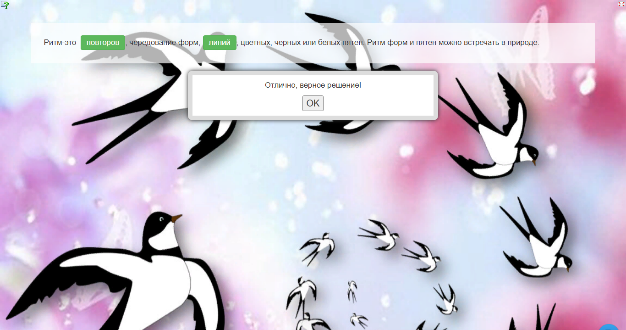 Ритм-это повторов , чередование форм, линий , цветных, черных или белых пятен. Ритм форм и пятен можно встречать в природе.
Отлично, верное решение!
OK